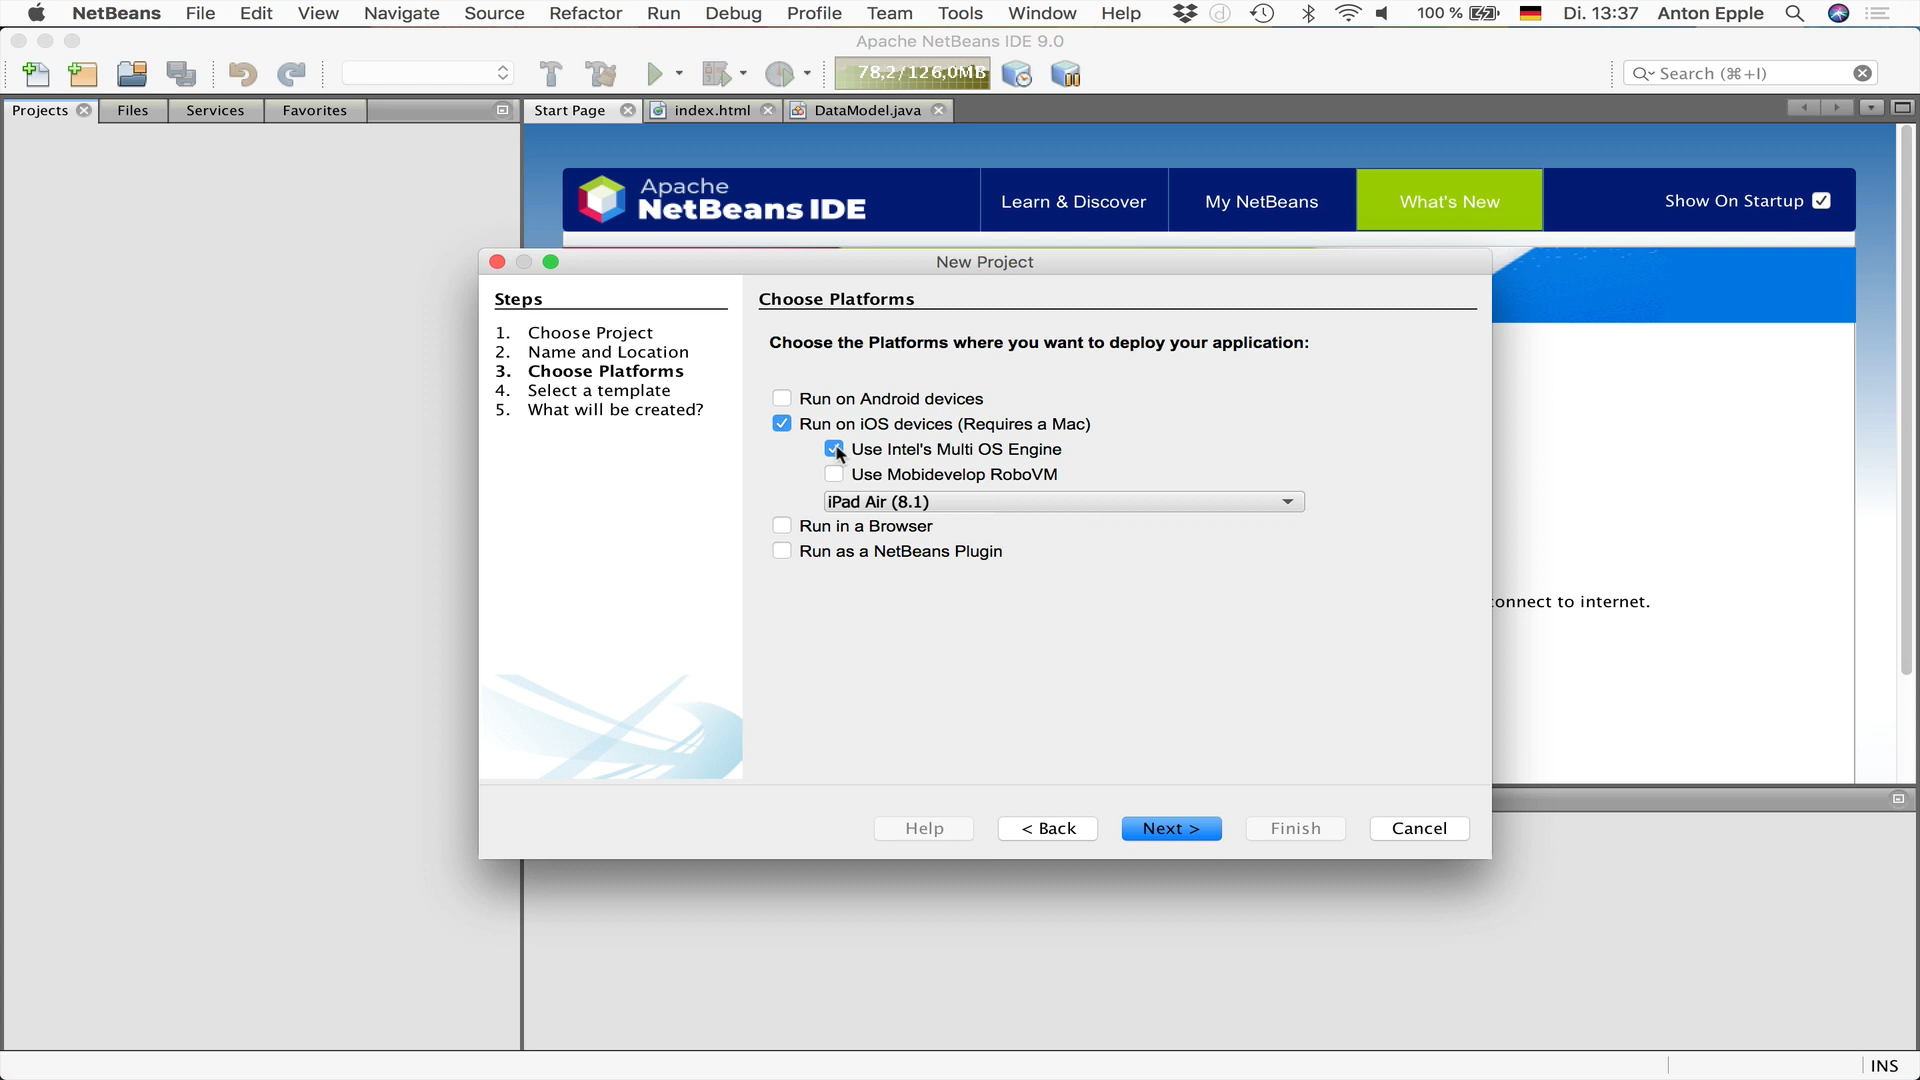 NetBeans File Edit View Navigate Source Refactor Run Debug Profile Team Tools Window Help 100 % Di. 13:37 Anton Epple
Apache NetBeans IDE 9.0
78,2/126,0MB
Search (⌘+I)
Projects Files Services Favorites
Start Page index.html DataModel.java
Apache
NetBeans IDE
Learn & Discover
My NetBeans
What's New
Show On Startup
New Project
Steps
1. Choose Project
2. Name and Location
3. Choose Platforms
4. Select a template
5. What will be created?
Choose Platforms
Choose the Platforms where you want to deploy your application:
Run on Android devices
Run on iOS devices (Requires a Mac)
Use Intel's Multi OS Engine
Use Mobidevelop RoboVM
iPad Air (8.1)
Run in a Browser
Run as a NetBeans Plugin
connect to internet.
Help
< Back
Next >
Finish
Cancel
INS